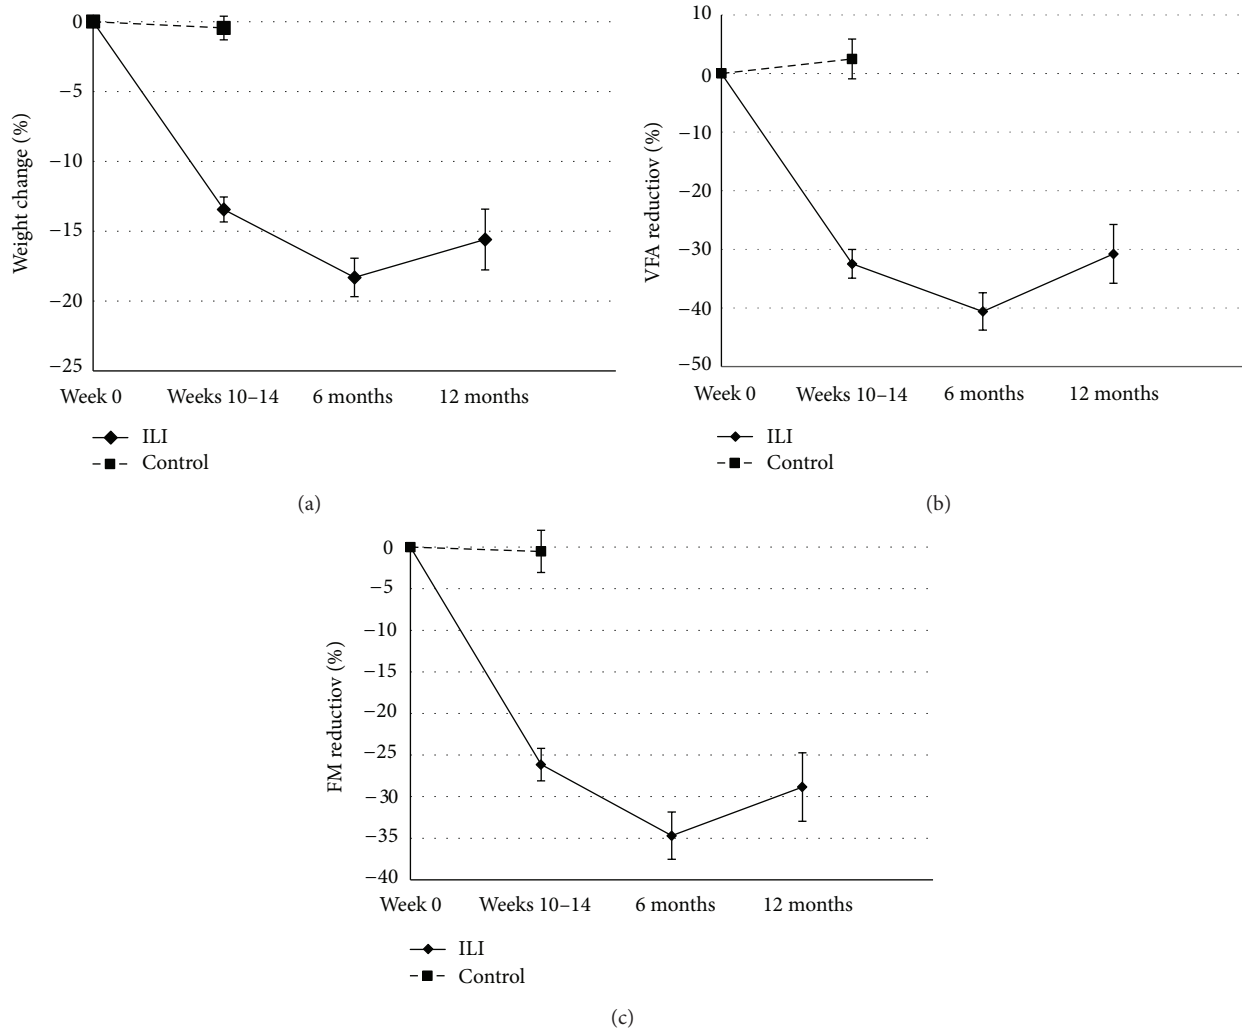 0
−5
−10
−15
−20
−25
Weight change (%)
Week 0 Weeks 10–14 6 months 12 months
ILI
Control
(a)
10
0
−10
−20
−30
−40
−50
VFA reductiov (%)
Week 0 Weeks 10–14 6 months 12 months
ILI
Control
(b)
0
−5
−10
−15
−20
−25
−30
−35
−40
FM reductiov (%)
Week 0 Weeks 10–14 6 months 12 months
ILI
Control
(c)